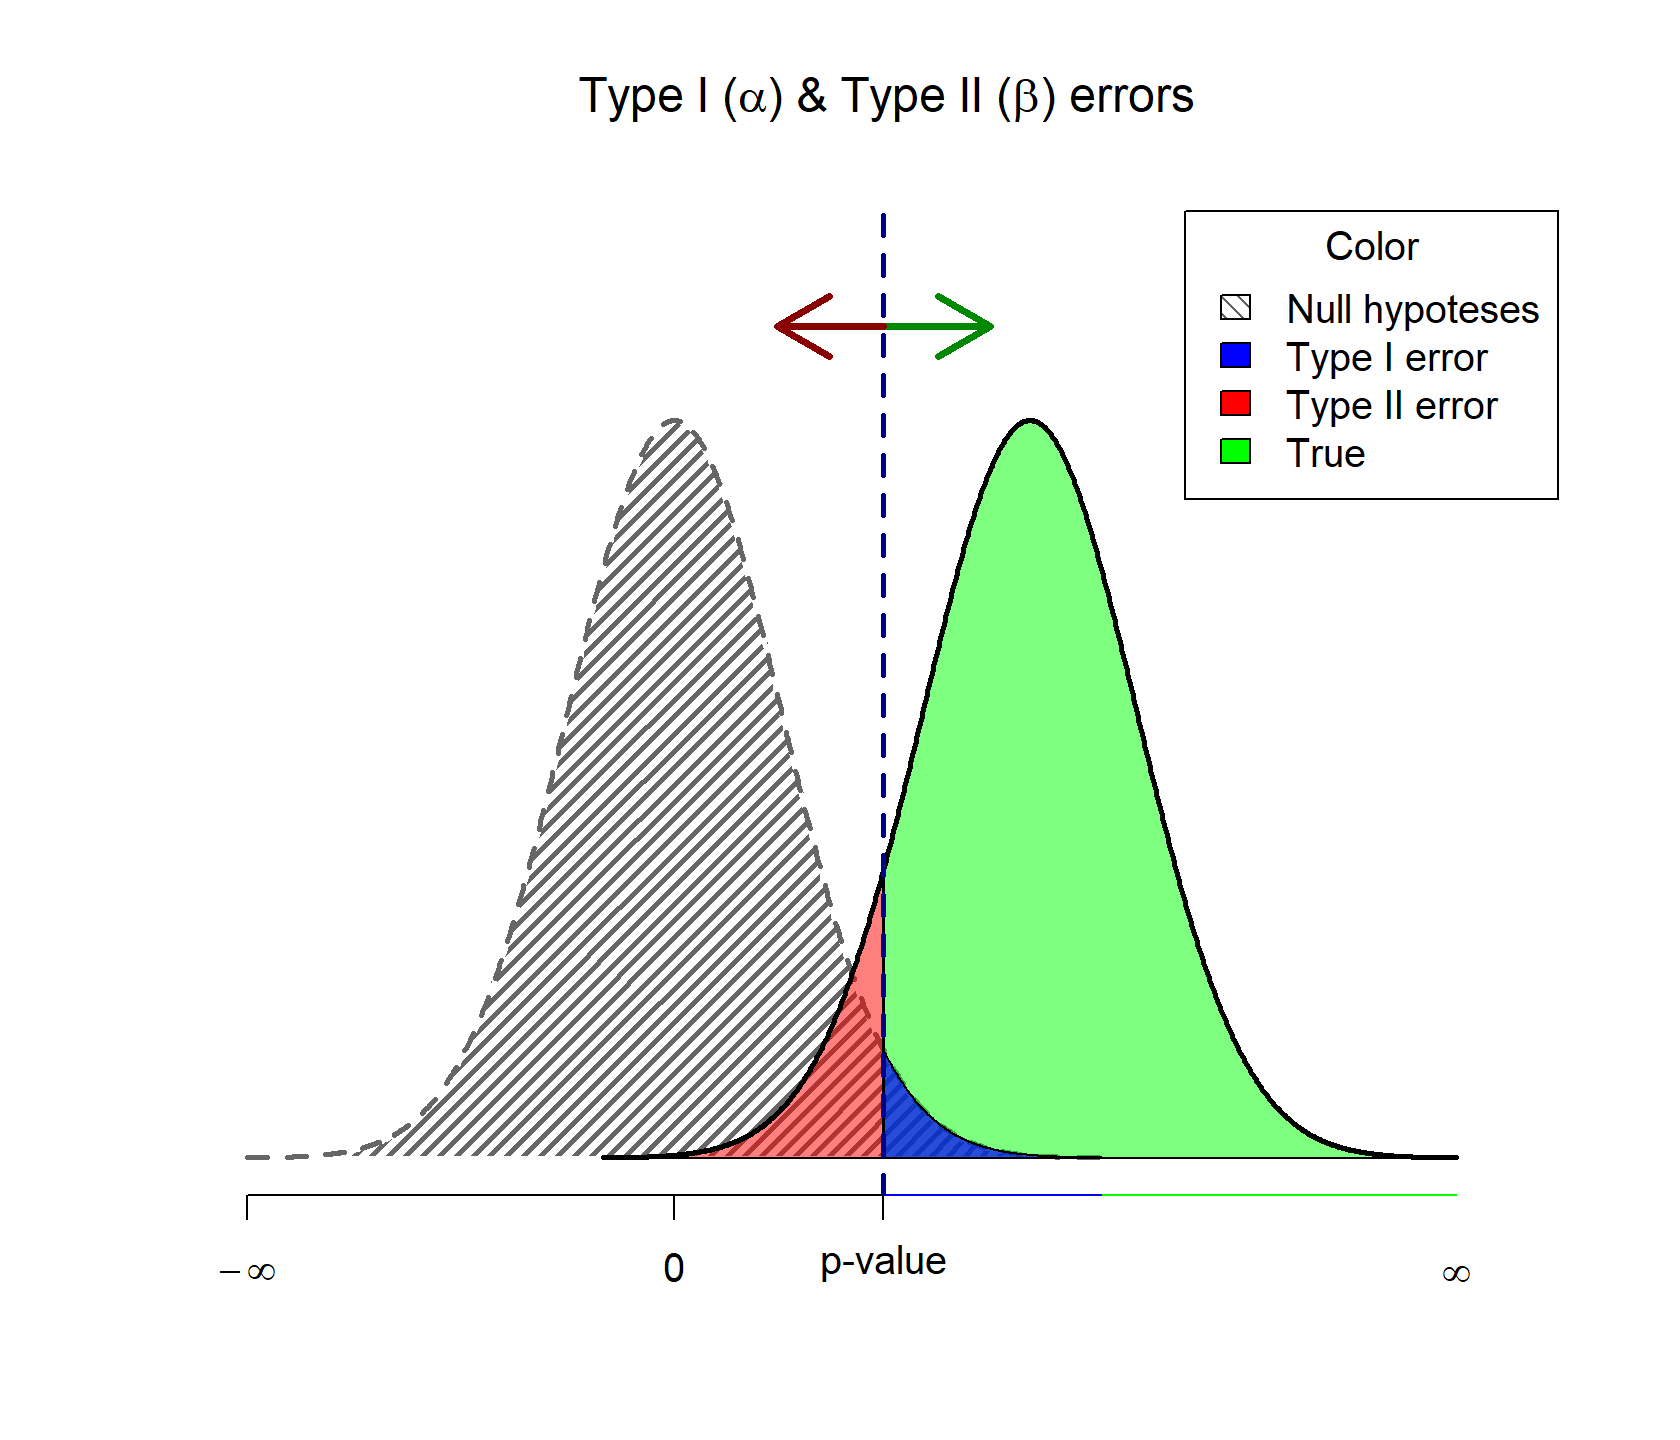 Type I (α) & Type II (β) errors
Color
Null hypoteses
Type I error
Type II error
True
−∞
0
p-value
∞